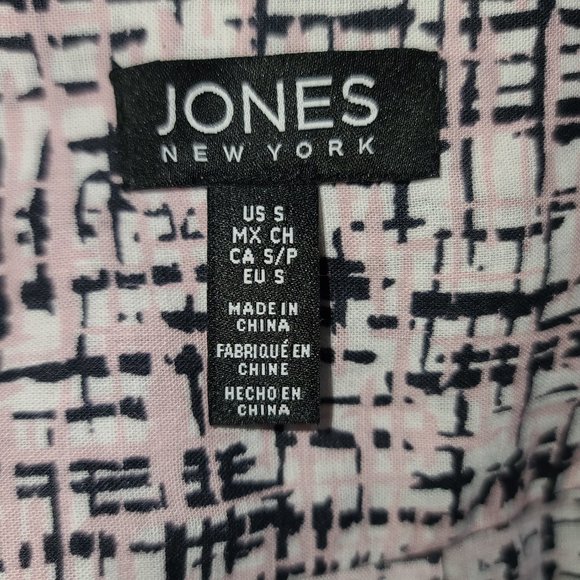 JONES
NEW YORK
US S
MX CH
CA S/P
EU S
MADE IN
CHINA
FABRIQUÉ EN
CHINE
HECHO EN
CHINA